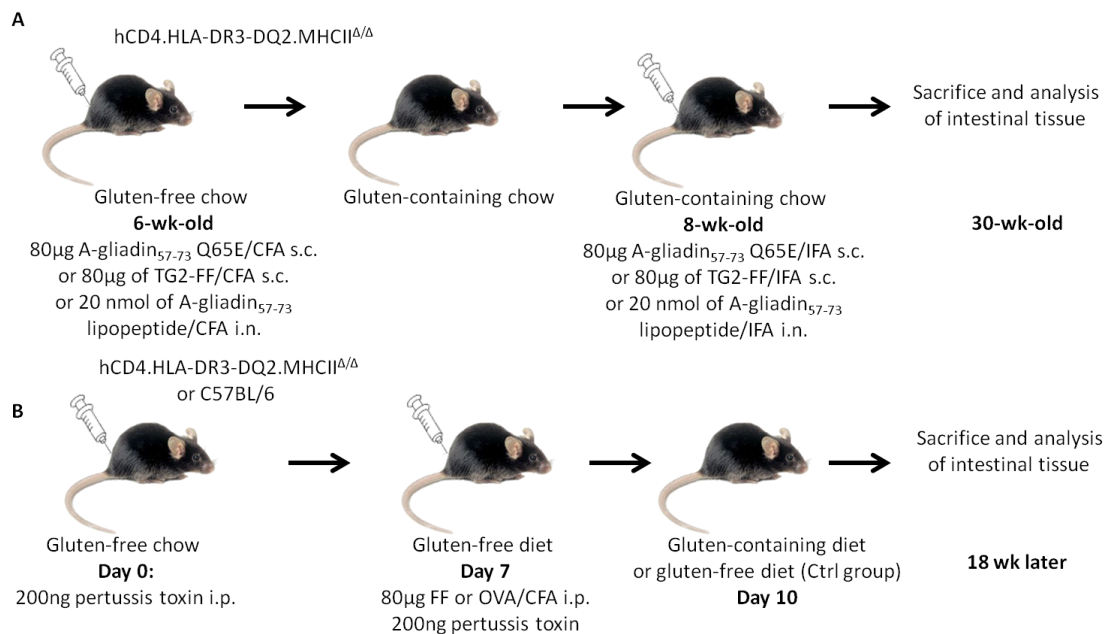 A
hCD4.HLA-DR3-DQ2.MHCII^Δ/Δ
Sacrifice and analysis
of intestinal tissue
Gluten-free chow
6-wk-old
80µg A-gliadin₅₇₋₇₃ Q65E/CFA s.c.
or 80µg of TG2-FF/CFA s.c.
or 20 nmol of A-gliadin₅₇₋₇₃
lipopeptide/CFA i.n.
Gluten-containing chow
Gluten-containing chow
8-wk-old
80µg A-gliadin₅₇₋₇₃ Q65E/IFA s.c.
or 80µg of TG2-FF/IFA s.c.
or 20 nmol of A-gliadin₅₇₋₇₃
lipopeptide/IFA i.n.
30-wk-old
hCD4.HLA-DR3-DQ2.MHCII^Δ/Δ
or C57BL/6
B
Sacrifice and analysis
of intestinal tissue
Gluten-free chow
Day 0:
200ng pertussis toxin i.p.
Gluten-free diet
Day 7
80µg FF or OVA/CFA i.p.
200ng pertussis toxin
Gluten-containing diet
or gluten-free diet (Ctrl group)
Day 10
18 wk later